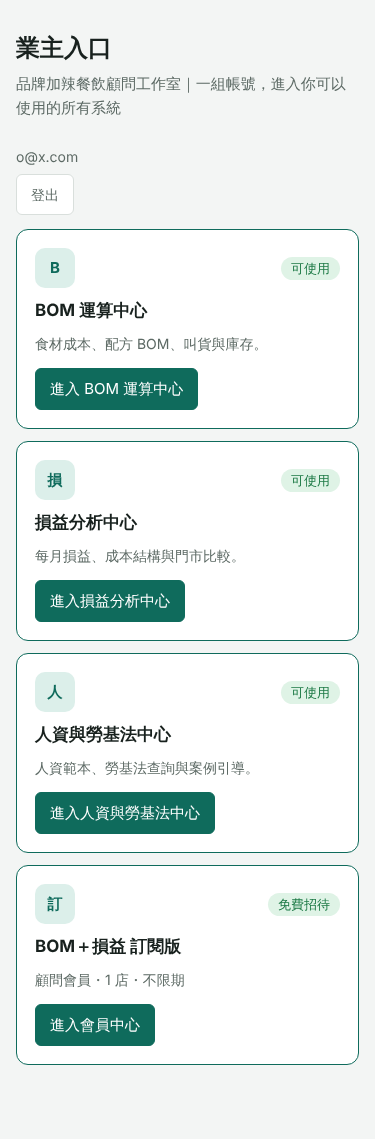 業主入口
品牌加辣餐飲顧問工作室｜一組帳號，進入你可以
使用的所有系統
o@x.com
登出
B
可使用
BOM 運算中心
食材成本、配方 BOM、叫貨與庫存。
進入 BOM 運算中心
損
可使用
損益分析中心
每月損益、成本結構與門市比較。
進入損益分析中心
人
可使用
人資與勞基法中心
人資範本、勞基法查詢與案例引導。
進入人資與勞基法中心
訂
免費招待
BOM＋損益 訂閱版
顧問會員・1 店・不限期
進入會員中心